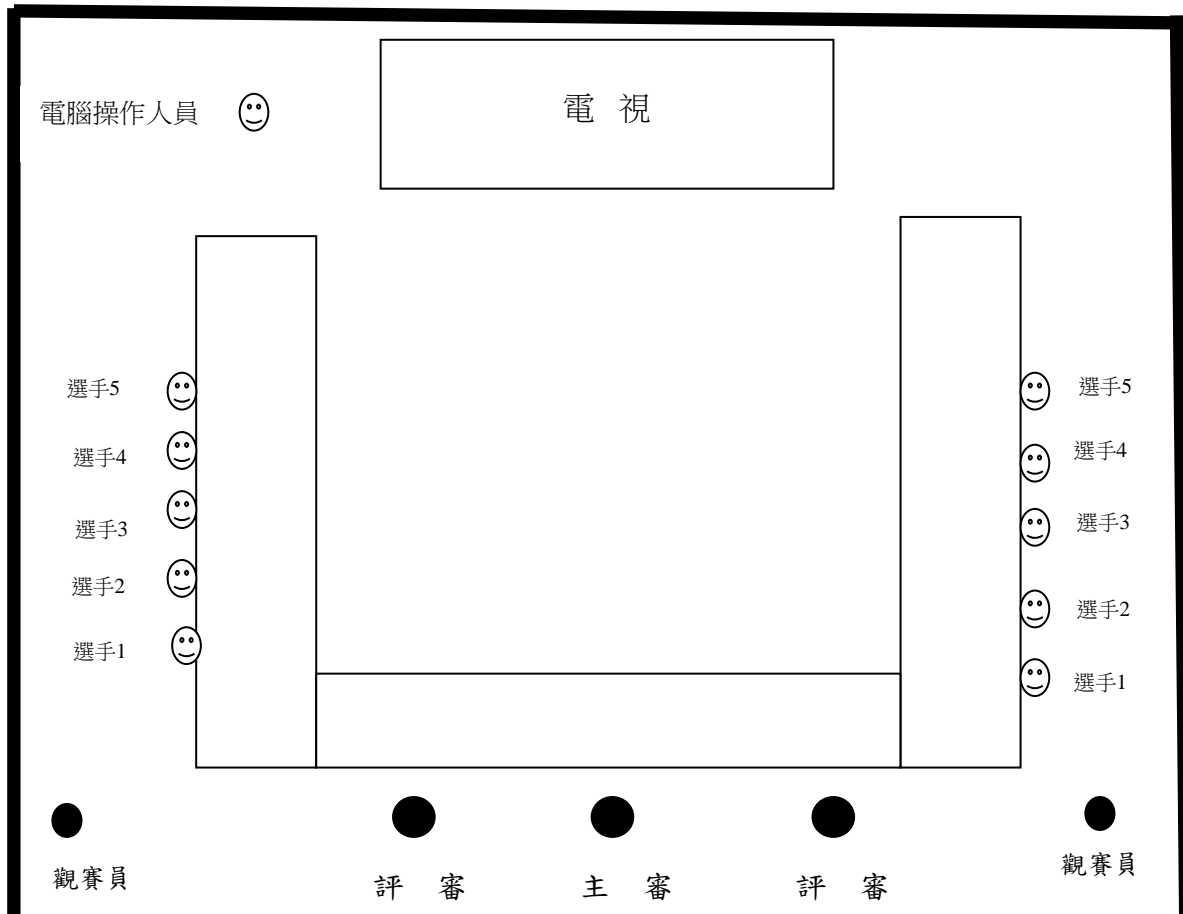 電腦操作人員
電 視
選手5
選手5
選手4
選手4
選手3
選手3
選手2
選手2
選手1
選手1
觀賽員
評 審
主 審
評 審
觀賽員